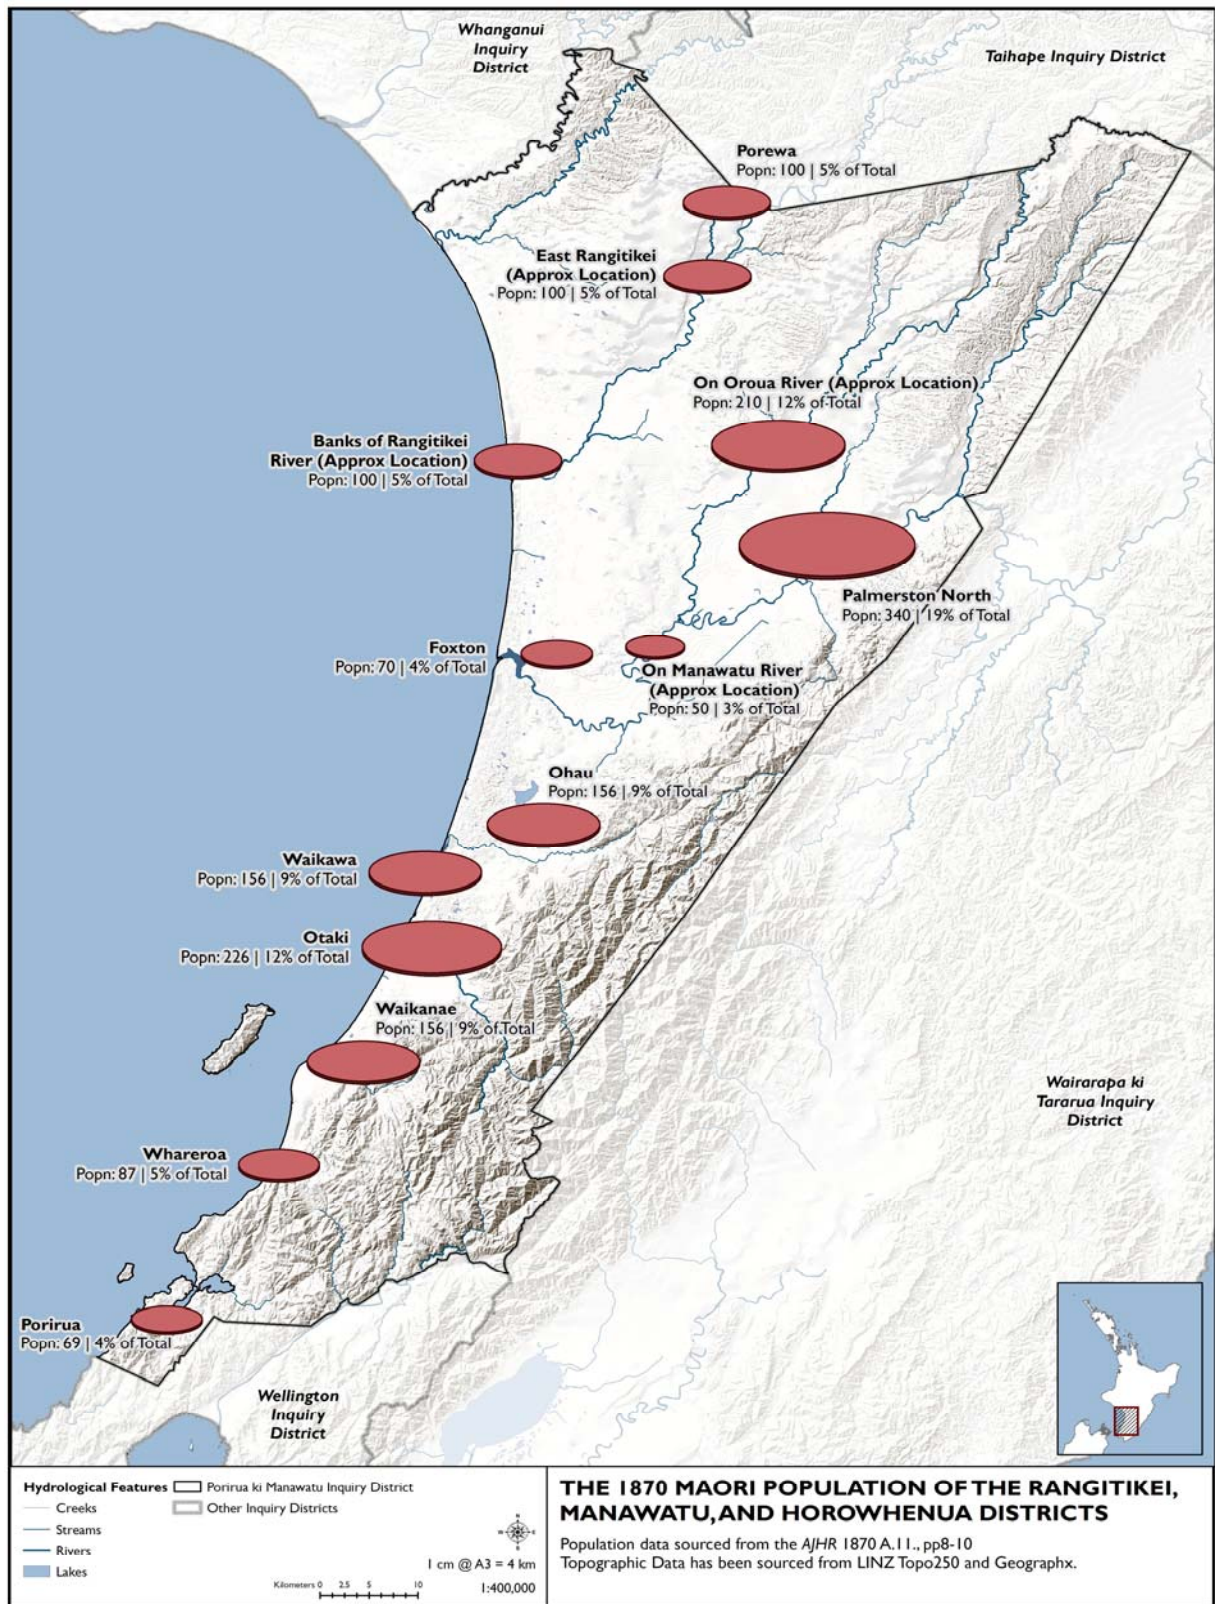 Whanganui
Inquiry
District
Taihape Inquiry District
Porewa
Popn: 100 | 5% of Total
East Rangitikei
(Approx Location)
Popn: 100 | 5% of Total
On Oroua River (Approx Location)
Popn: 210 | 12% of Total
Banks of Rangitikei
River (Approx Location)
Popn: 100 | 5% of Total
Palmerston North
Popn: 340 | 19% of Total
Foxton
Popn: 70 | 4% of Total
On Manawatu River
(Approx Location)
Popn: 50 | 3% of Total
Ohau
Popn: 156 | 9% of Total
Waikawa
Popn: 156 | 9% of Total
Otaki
Popn: 226 | 12% of Total
Waikanae
Popn: 156 | 9% of Total
Wairarapa ki
Tararua Inquiry
District
Whareroa
Popn: 87 | 5% of Total
Porirua
Popn: 69 | 4% of Total
Wellington
Inquiry
District
Hydrological Features
Creeks
Streams
Rivers
Lakes
Porirua ki Manawatu Inquiry District
Other Inquiry Districts
N
W E
S
1 cm @ A3 = 4 km
Kilometers 0 2.5 5 10
1:400,000
THE 1870 MAORI POPULATION OF THE RANGITIKEI,
MANAWATU, AND HOROWHENUA DISTRICTS
Population data sourced from the AJHR 1870 A.11., pp8-10
Topographic Data has been sourced from LINZ Topo250 and Geographx.